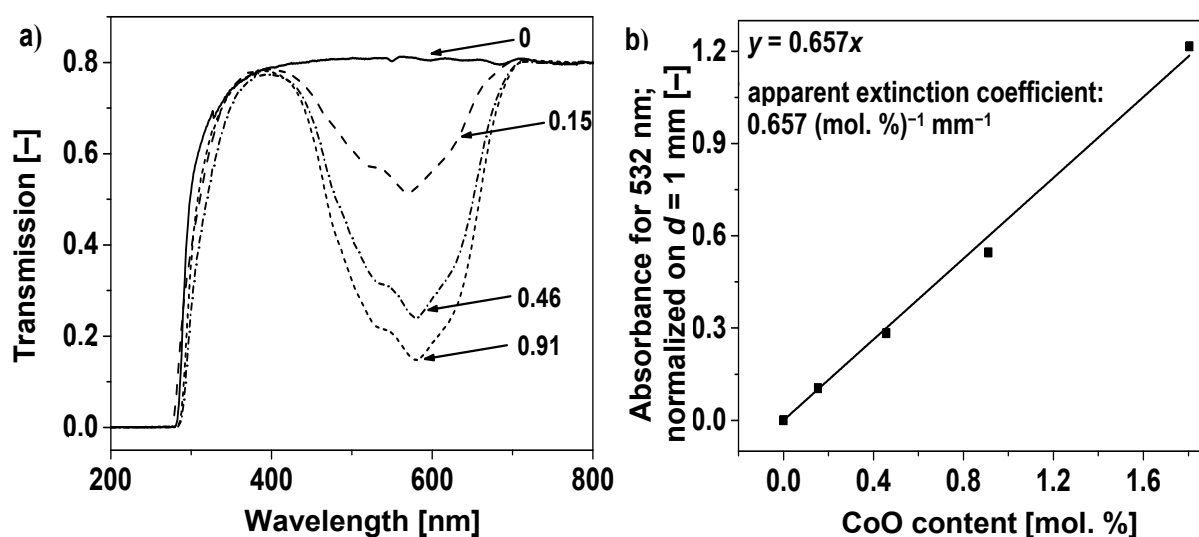 a)
0
0.15
0.46
0.91
0.8
0.6
0.4
0.2
0.0
200
400
600
800
Transmission [–]
Wavelength [nm]
b)
y = 0.657x
apparent extinction coefficient:
0.657 (mol. %)⁻¹ mm⁻¹
1.2
0.9
0.6
0.3
0.0
0.0
0.4
0.8
1.2
1.6
Absorbance for 532 nm;
normalized on d = 1 mm [–]
CoO content [mol. %]